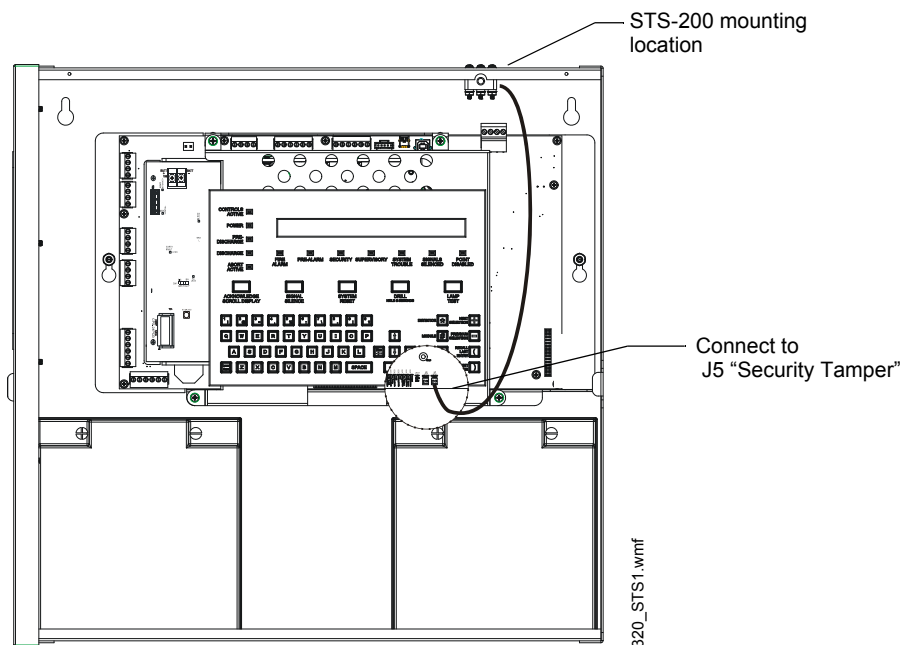 STS-200 mounting
location
CONTROLS
ACTIVE
POWER
PRE-
DISCHARGE
DISCHARGE
ABORT
ACTIVE
FIRE
ALARM
PRE-ALARM
SECURITY
SUPERVISORY
SYSTEM
TROUBLE
SIGNALS
SILENCED
POINT
DISABLED
ACKNOWLEDGE
SCROLL DISPLAY
SIGNAL
SILENCE
SYSTEM
RESET
DRILL
LAMP
TEST
Q W E R T Y U I O P
A S D F G H J K L
Z X C V B N M
SPACE
Connect to
J5 “Security Tamper”
320_STS1.wmf